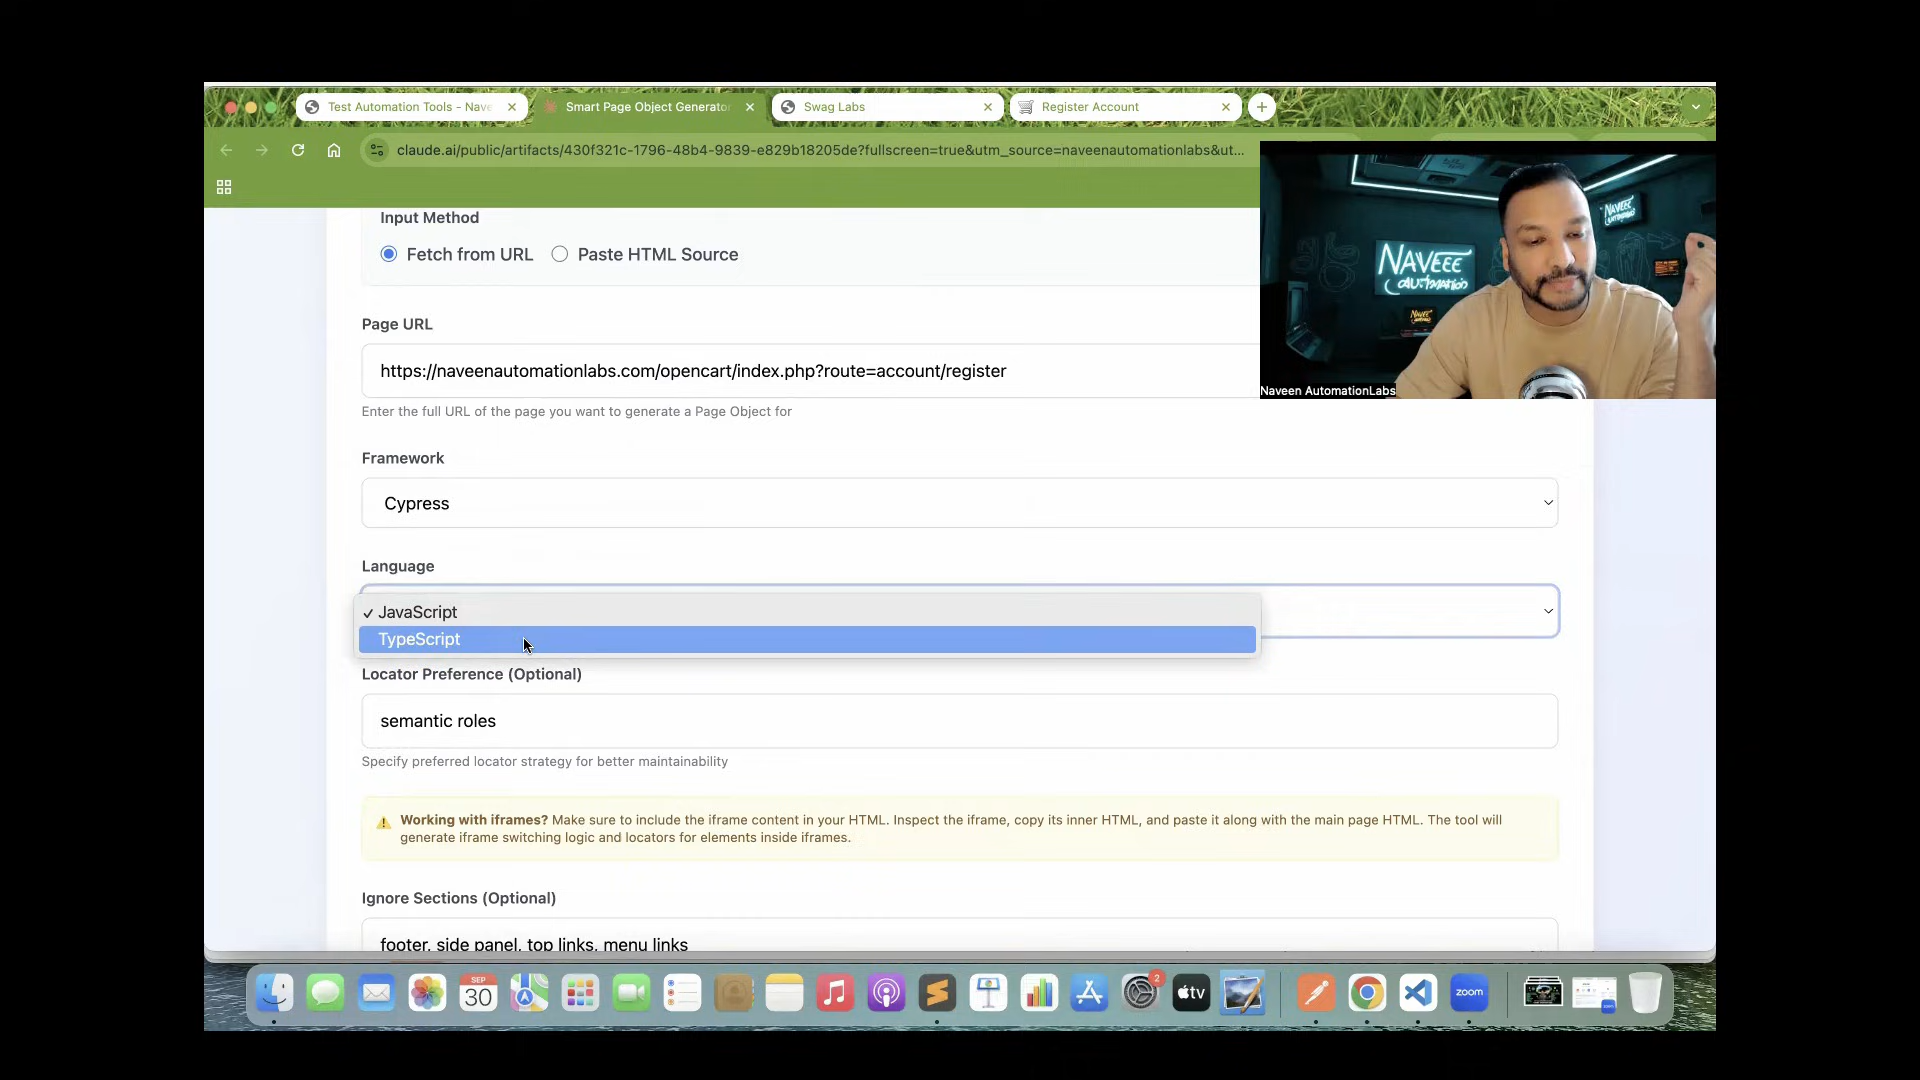 Test Automation Tools - Nave
Smart Page Object Generator
Swag Labs
Register Account
claude.ai/public/artifacts/430f321c-1796-48b4-9839-e829b18205de?fullscreen=true&utm_source=naveenautomationlabs&ut...
Input Method
Fetch from URL
Paste HTML Source
Page URL
https://naveenautomationlabs.com/opencart/index.php?route=account/register
Enter the full URL of the page you want to generate a Page Object for
Naveen AutomationLabs
Framework
Cypress
Language
✓ JavaScript
TypeScript
Locator Preference (Optional)
semantic roles
Specify preferred locator strategy for better maintainability
Working with iframes? Make sure to include the iframe content in your HTML. Inspect the iframe, copy its inner HTML, and paste it along with the main page HTML. The tool will
generate iframe switching logic and locators for elements inside iframes.
Ignore Sections (Optional)
footer, side panel, top links, menu links
SEP
30
2
tv
zoom